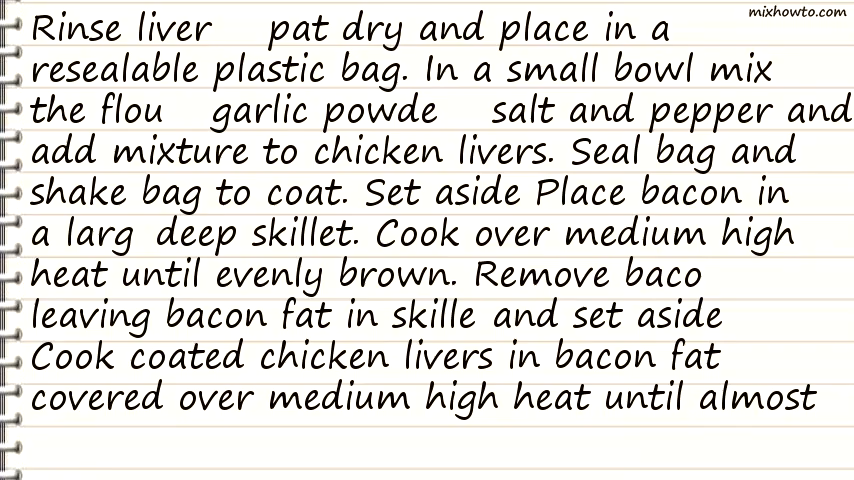 mixhowto.com
Rinse liver pat dry and place in a
resealable plastic bag. In a small bowl mix
the flou garlic powde salt and pepper and
add mixture to chicken livers. Seal bag and
shake bag to coat. Set aside Place bacon in
a larg deep skillet. Cook over medium high
heat until evenly brown. Remove baco
leaving bacon fat in skille and set aside
Cook coated chicken livers in bacon fat
covered over medium high heat until almost